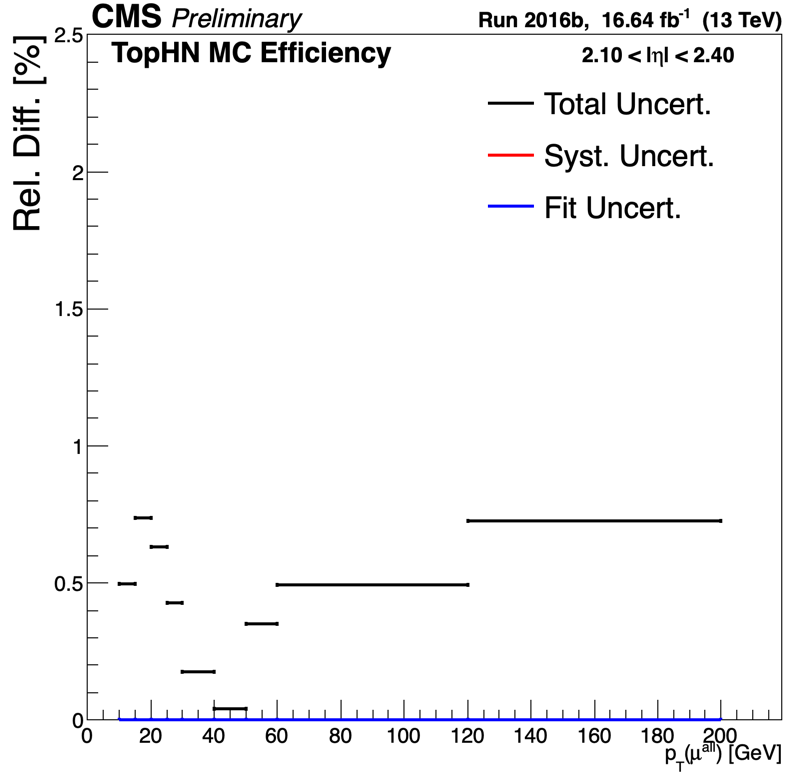 CMS Preliminary
Run 2016b, 16.64 fb⁻¹ (13 TeV)
TopHN MC Efficiency
2.10 < |η| < 2.40
Total Uncert.
Syst. Uncert.
Fit Uncert.
Rel. Diff. [%]
2.5
2
1.5
1
0.5
0
0 20 40 60 80 100 120 140 160 180 200
p_T(μ^all) [GeV]